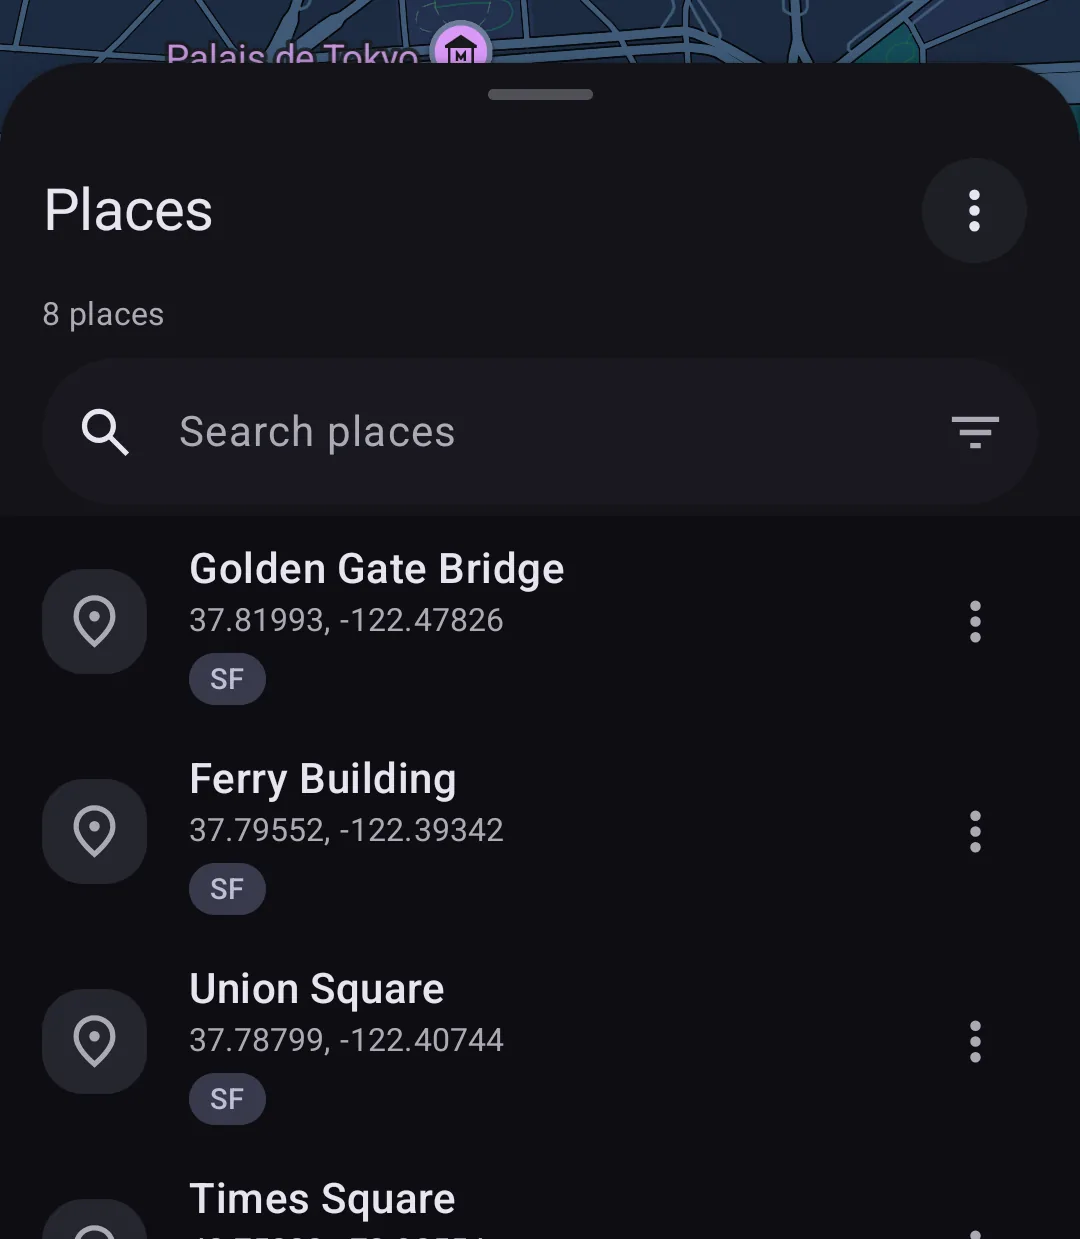 Palais de Tokyo
Places
8 places
Search places
Golden Gate Bridge
37.81993, -122.47826
SF
Ferry Building
37.79552, -122.39342
SF
Union Square
37.78799, -122.40744
SF
Times Square